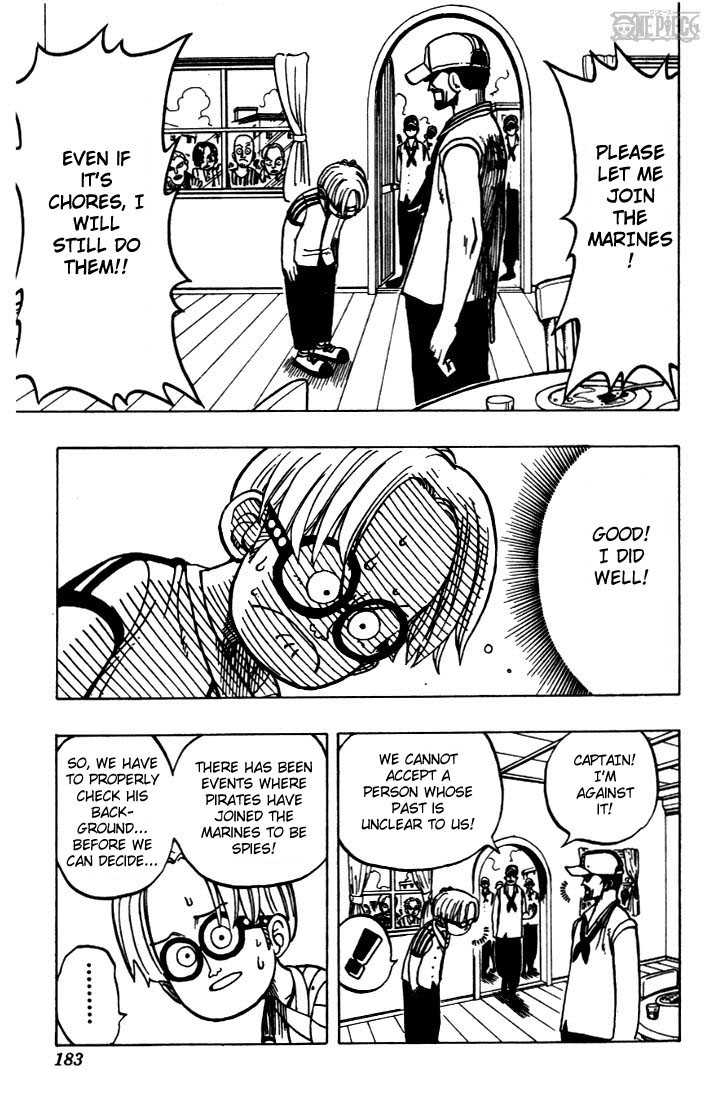 ONE PIECE
PLEASE
LET ME
JOIN
THE
MARINES
!
EVEN IF
IT'S
CHORES, I
WILL
STILL DO
THEM!!
GOOD!
I DID
WELL!
CAPTAIN!
I'M
AGAINST
IT!
WE CANNOT
ACCEPT A
PERSON WHOSE
PAST IS
UNCLEAR TO US!
!
THERE HAS BEEN
EVENTS WHERE
PIRATES HAVE
JOINED THE
MARINES TO BE
SPIES!
SO, WE HAVE
TO PROPERLY
CHECK HIS
BACK-
GROUND...
BEFORE WE
CAN DECIDE...
........
183